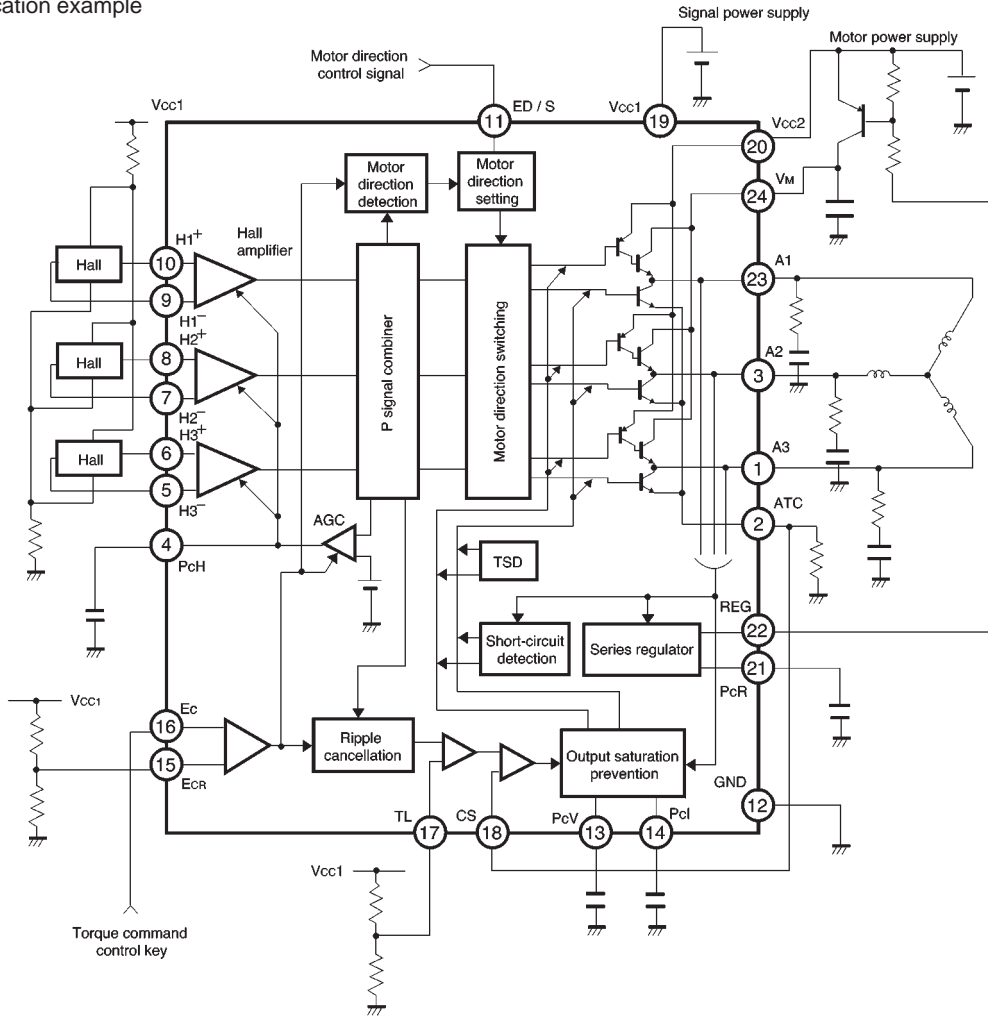 cation example
Signal power supply
Motor direction
control signal
Motor power supply
Vcc1
11
ED / S
Vcc1
19
Vcc2
20
Motor
direction
detection
Motor
direction
setting
VM
24
H1+
Hall
amplifier
Hall
10
A1
23
9
H1−
H2+
8
Hall
A2
3
7
H2−
H3+
P signal combiner
Motor direction switching
6
Hall
A3
1
5
H3−
AGC
ATC
2
4
PcH
TSD
REG
22
Short-circuit
detection
Series regulator
21
PcR
Vcc1
Ec
16
Ripple
cancellation
Output saturation
prevention
15
ECR
GND
12
TL
17
CS
18
PcV
13
PcI
14
Vcc1
Torque command
control key